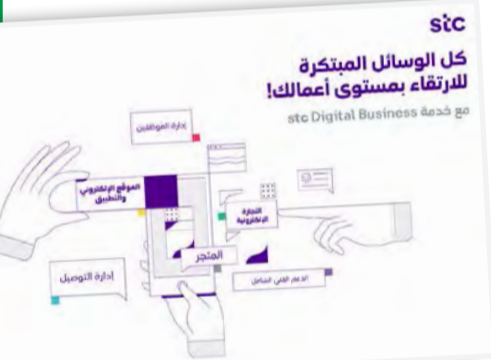 stc
كل الوسائل المبتكرة
للارتقاء بمستوى أعمالك!
مع خدمة stc Digital Business
إدارة الموظفين
الموقع الإلكتروني
والتطبيق
التجارة
الإلكترونية
المتجر
إدارة التوصيل
الدعم الفني الشامل